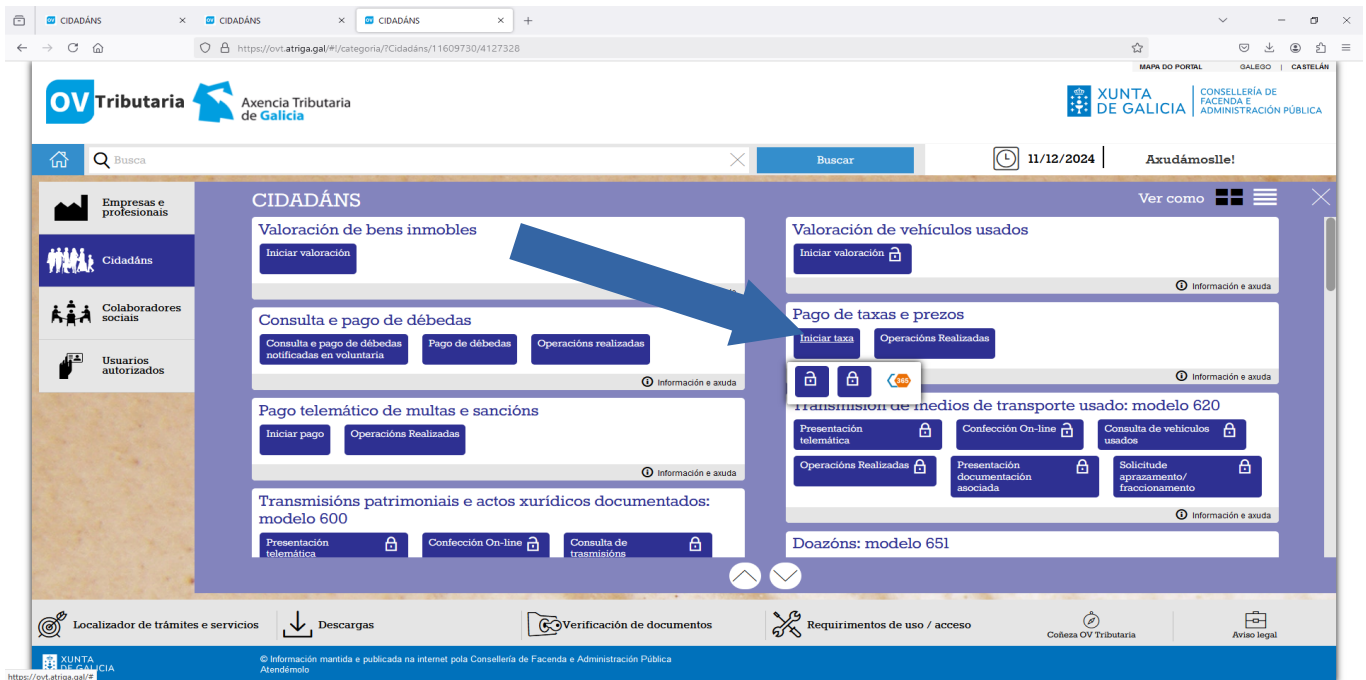 CIDADÁNS
CIDADÁNS
CIDADÁNS
https://ovt.atriga.gal/#!/categoria/?Cidadáns/11609730/4127328
MAPA DO PORTAL GALEGO | CASTELÁN
OV Tributaria
Axencia Tributaria
de Galicia
XUNTA
DE GALICIA
CONSELLERÍA DE
FACENDA E
ADMINISTRACIÓN PÚBLICA
Busca
Buscar
11/12/2024
Axudámoslle!
Empresas e
profesionais
Cidadáns
Colaboradores
sociais
Usuarios
autorizados
CIDADÁNS
Ver como
Valoración de bens inmobles
Iniciar valoración
Consulta e pago de débedas
Consulta e pago de débedas
notificadas en voluntaria
Pago de débedas
Operacións realizadas
Información e axuda
Pago telemático de multas e sancións
Iniciar pago
Operacións Realizadas
Información e axuda
Transmisións patrimoniais e actos xurídicos documentados:
modelo 600
Presentación
telemática
Confección On-line
Consulta de
trasmisións
Valoración de vehículos usados
Iniciar valoración
Información e axuda
Pago de taxas e prezos
Iniciar taxa
Operacións Realizadas
365
Información e axuda
Transmisión de medios de transporte usado: modelo 620
Presentación
telemática
Confección On-line
Consulta de vehículos
usados
Operacións Realizadas
Presentación
documentación
asociada
Solicitude
aprazamento/
fraccionamento
Información e axuda
Doazóns: modelo 651
Localizador de trámites e servicios
Descargas
Verificación de documentos
Requirimentos de uso / acceso
Coñeza OV Tributaria
Aviso legal
XUNTA
DE GALICIA
© Información mantida e publicada na internet pola Consellería de Facenda e Administración Pública
Atendémolo
https://ovt.atriga.gal/#